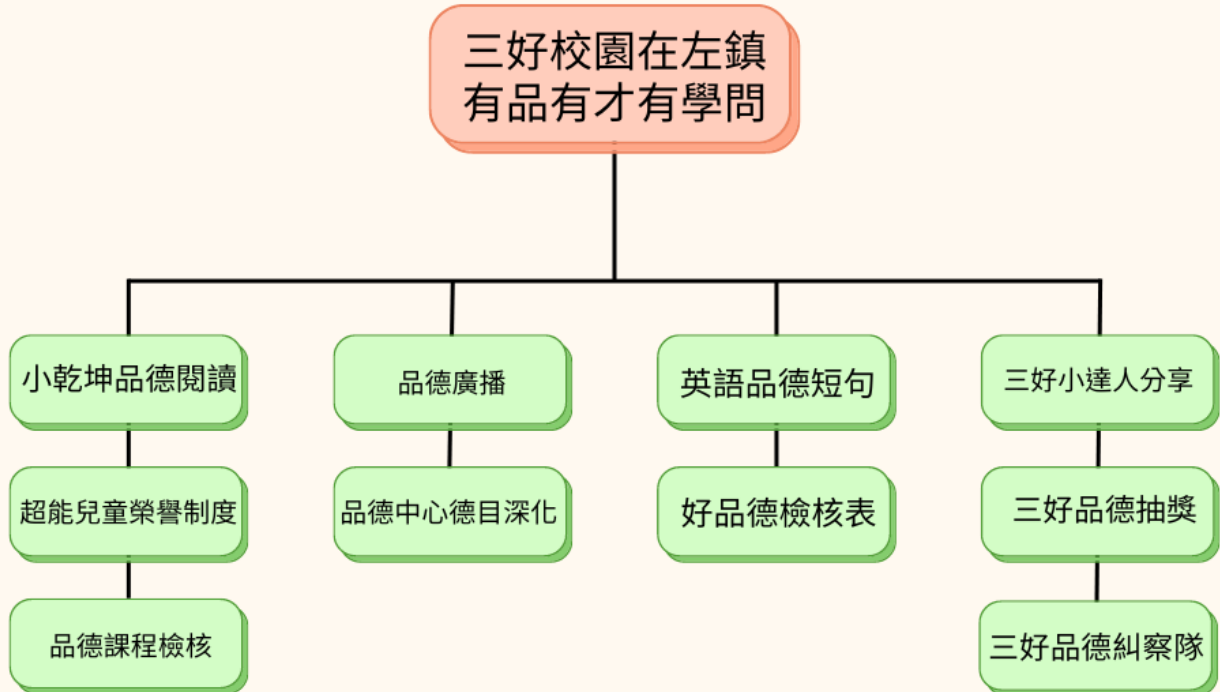 三好校園在左鎮
有品有才有學問
小乾坤品德閱讀
品德廣播
英語品德短句
三好小達人分享
超能兒童榮譽制度
品德中心德目深化
好品德檢核表
三好品德抽獎
品德課程檢核
三好品德糾察隊